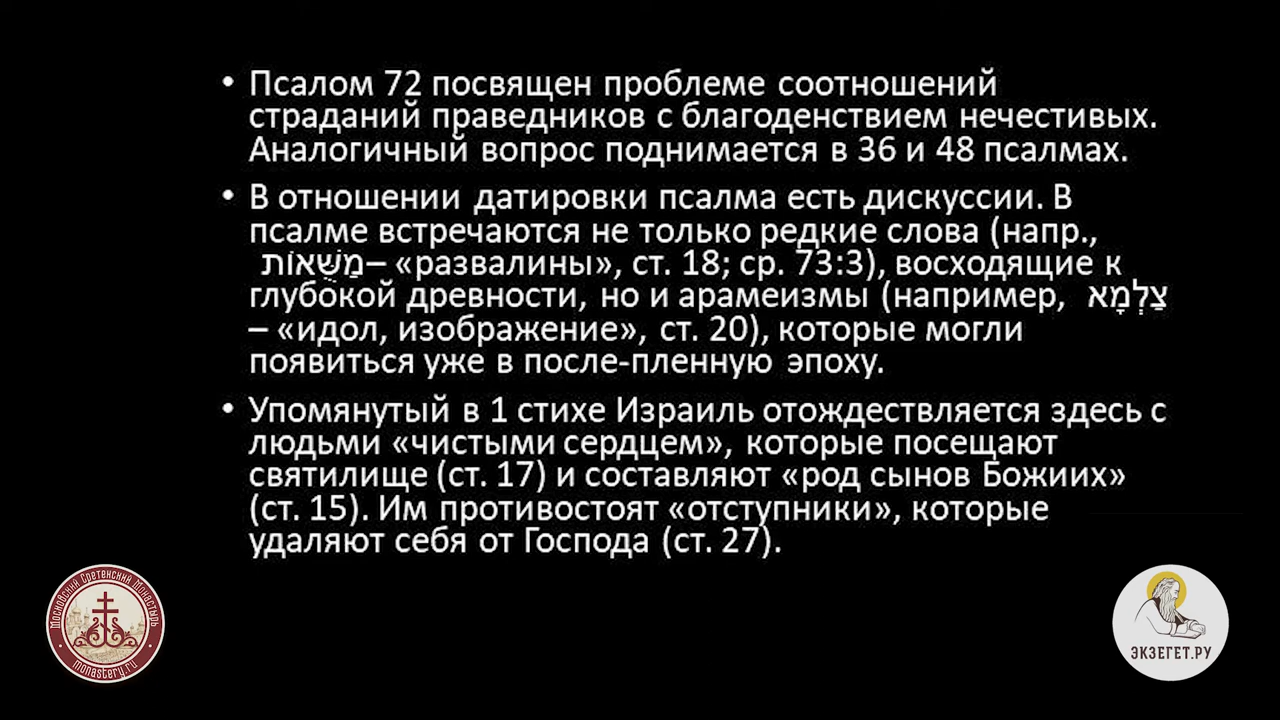 • Псалом 72 посвящен проблеме соотношений
страданий праведников с благоденствием нечестивых.
Аналогичный вопрос поднимается в 36 и 48 псалмах.
• В отношении датировки псалма есть дискуссии. В
псалме встречаются не только редкие слова (напр.,
מַשֻּׁאוֹת – «развалины», ст. 18; ср. 73:3), восходящие к
глубокой древности, но и арамеизмы (например, צַלְמָא
– «идол, изображение», ст. 20), которые могли
появиться уже в после-пленную эпоху.
• Упомянутый в 1 стихе Израиль отождествляется здесь с
людьми «чистыми сердцем», которые посещают
святилище (ст. 17) и составляют «род сынов Божиих»
(ст. 15). Им противостоят «отступники», которые
удаляют себя от Господа (ст. 27).
Московский Сретенский Монастырь
monastery.ru
ЭКЗЕГЕТ.РУ